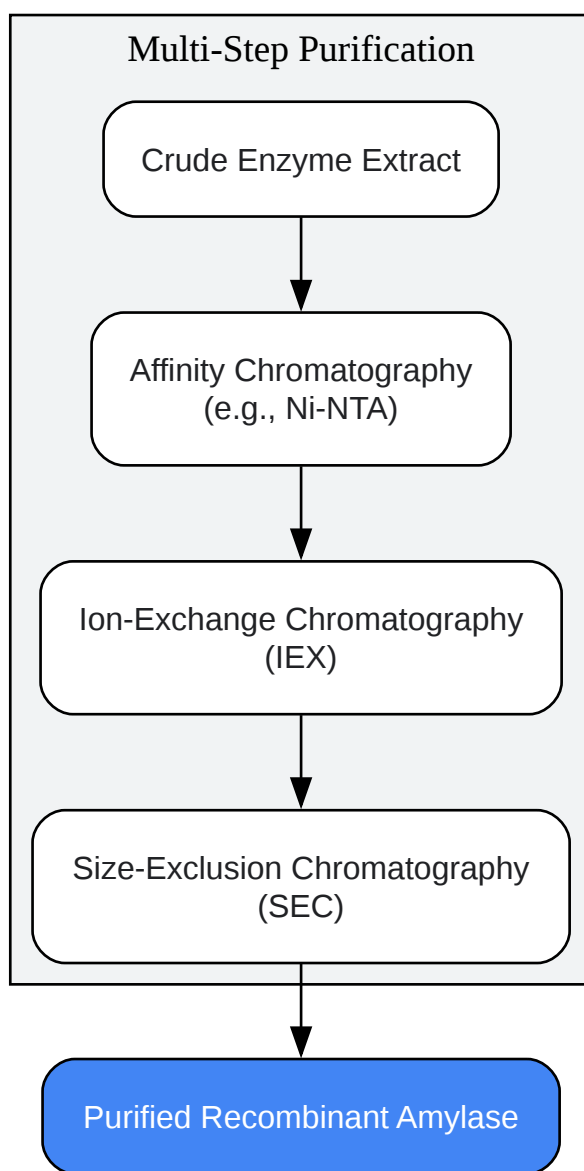 Multi-Step Purification
Crude Enzyme Extract
Affinity Chromatography
(e.g., Ni-NTA)
Ion-Exchange Chromatography
(IEX)
Size-Exclusion Chromatography
(SEC)
Purified Recombinant Amylase